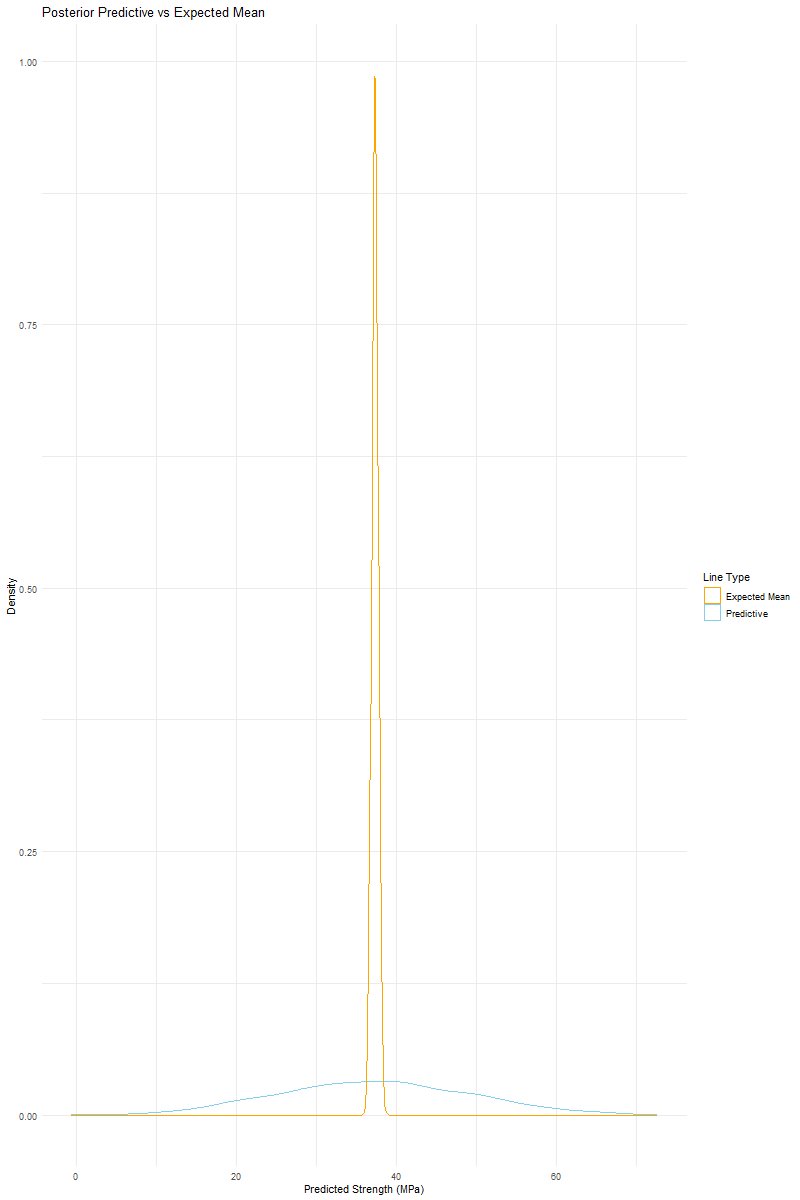 Posterior Predictive vs Expected Mean
1.00
0.75
0.50
0.25
0.00
Density
0 20 40 60
Predicted Strength (MPa)
Line Type
Expected Mean
Predictive